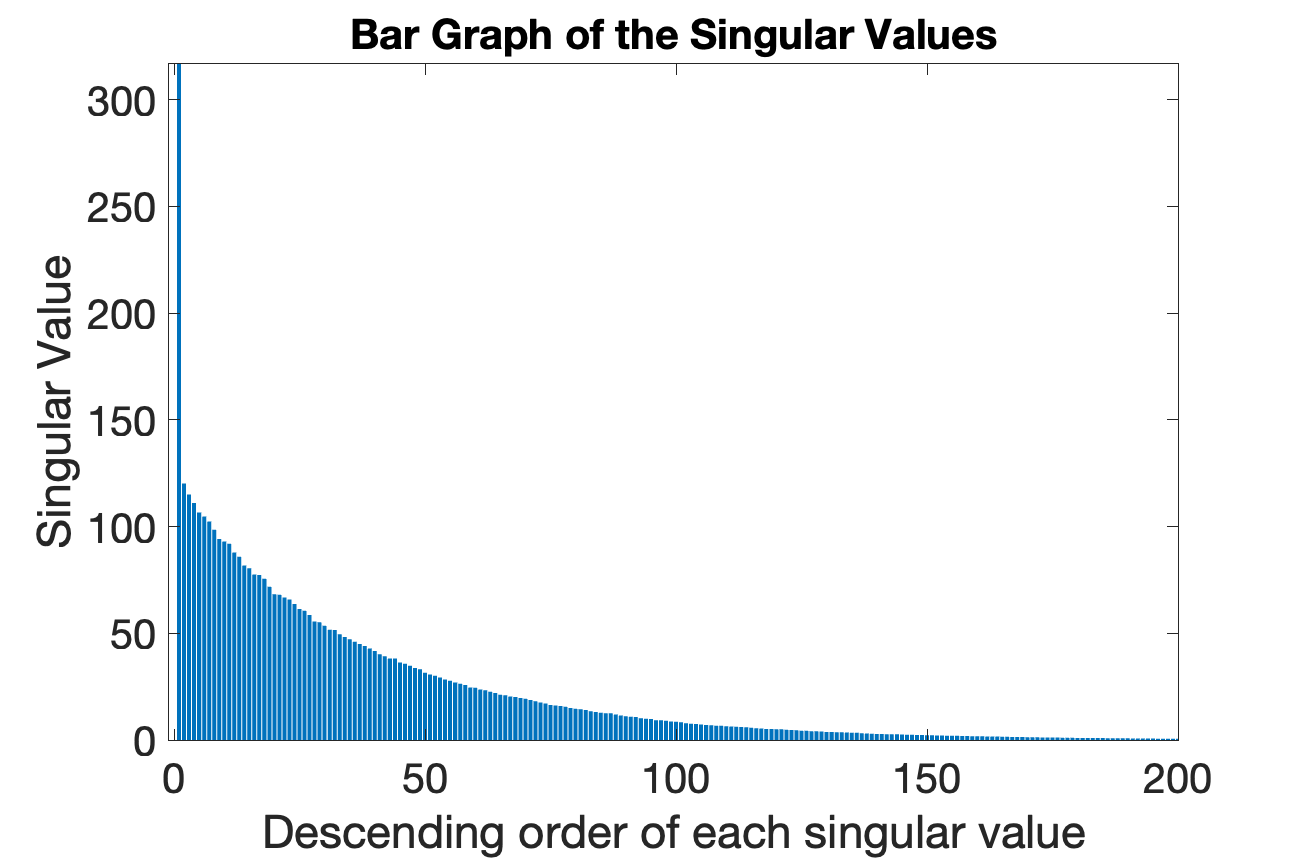 Bar Graph of the Singular Values
300
250
200
150
100
50
0
Singular Value
0 50 100 150 200
Descending order of each singular value